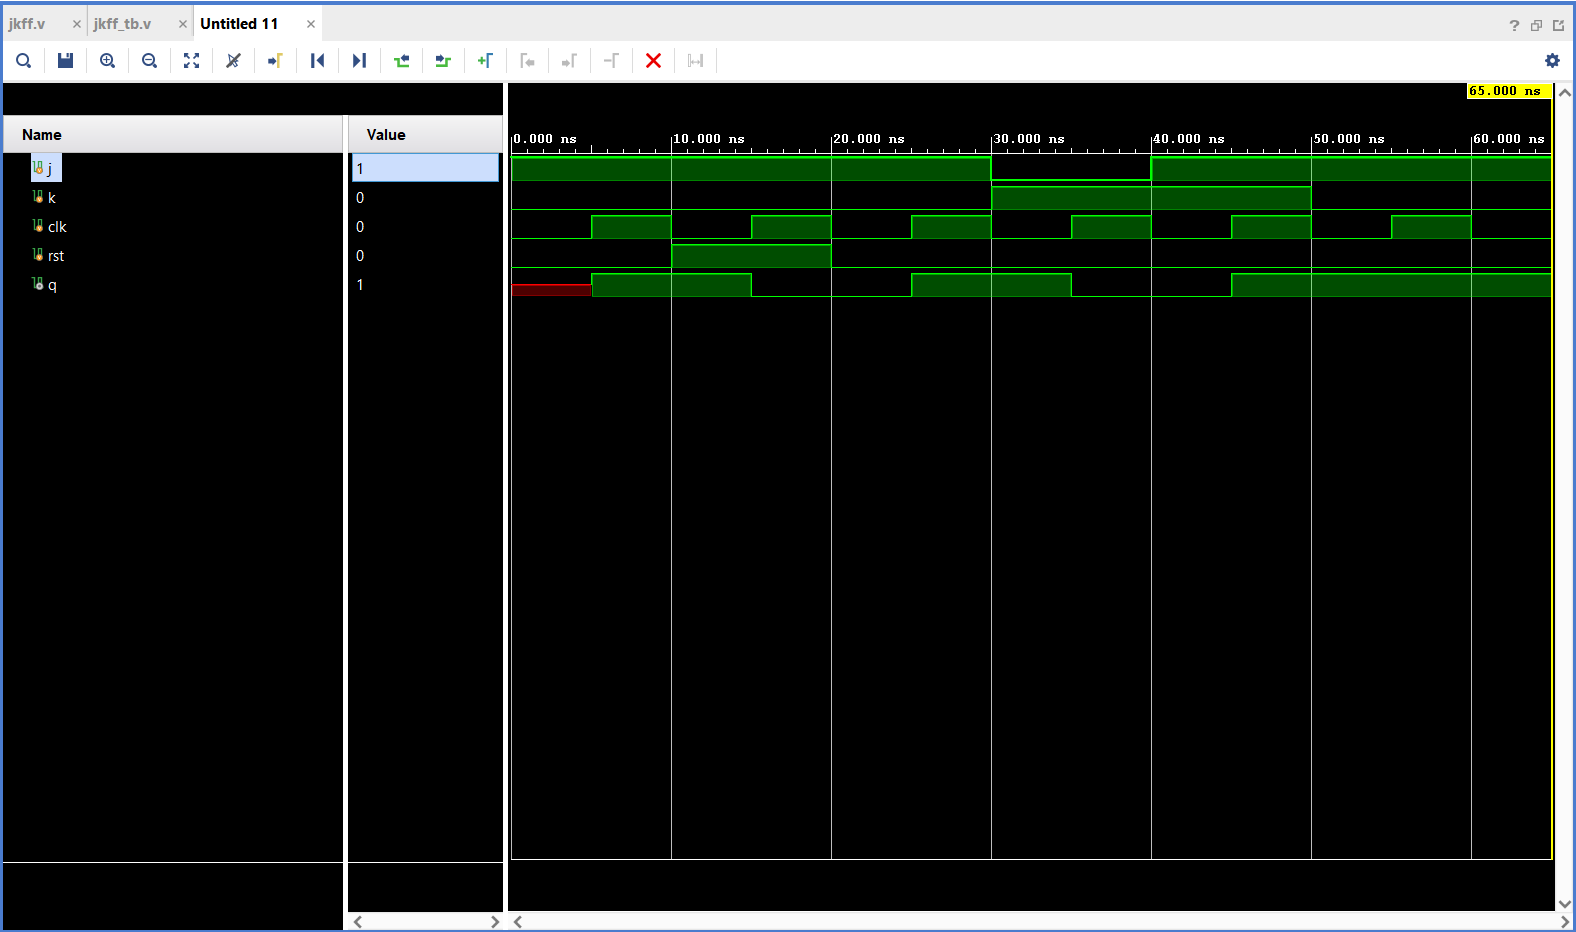 jkff.v × jkff_tb.v × Untitled 11 ×
?
65.000 ns
Name Value
0.000 ns 10.000 ns 20.000 ns 30.000 ns 40.000 ns 50.000 ns 60.000 ns
j 1
k 0
clk 0
rst 0
q 1